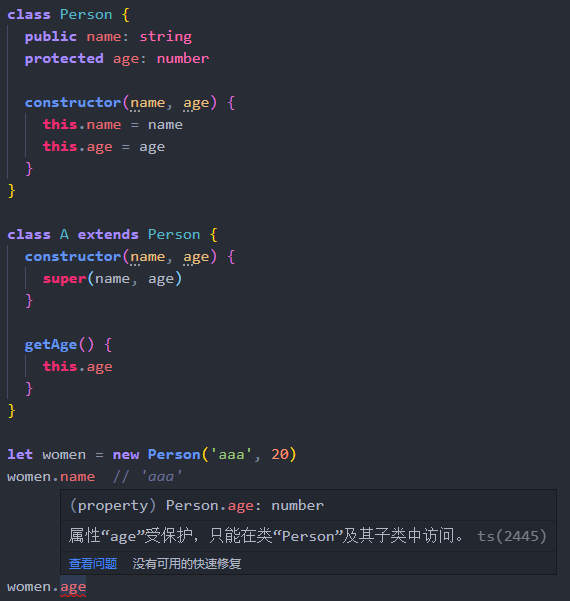 class Person {
  public name: string
  protected age: number

  constructor(name, age) {
    this.name = name
    this.age = age
  }
}

class A extends Person {
  constructor(name, age) {
    super(name, age)
  }

  getAge() {
    this.age
  }
}

let women = new Person('aaa', 20)
women.name  // 'aaa'
(property) Person.age: number
属性“age”受保护，只能在类“Person”及其子类中访问。 ts(2445)
查看问题  没有可用的快速修复
women.age